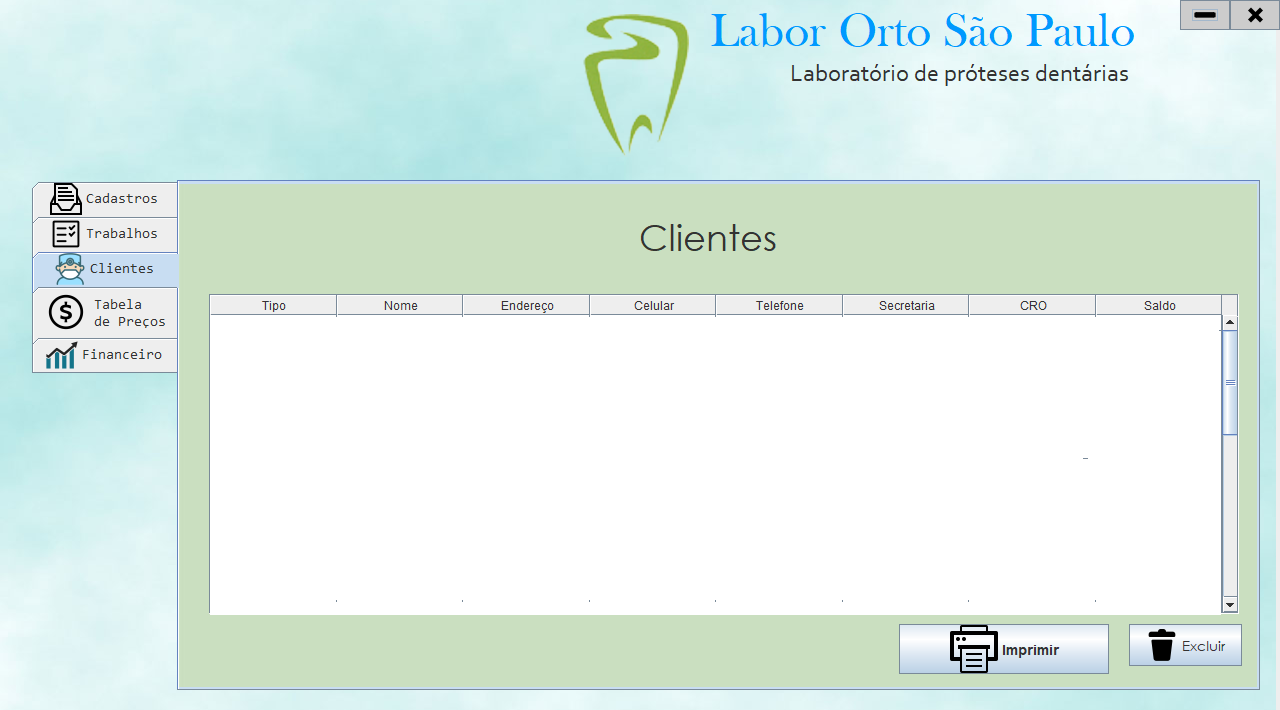 Labor Orto São Paulo
Laboratório de próteses dentárias
Cadastros
Trabalhos
Clientes
Tabela
de Preços
Financeiro
Clientes
Tipo Nome Endereço Celular Telefone Secretaria CRO Saldo
Imprimir
Excluir